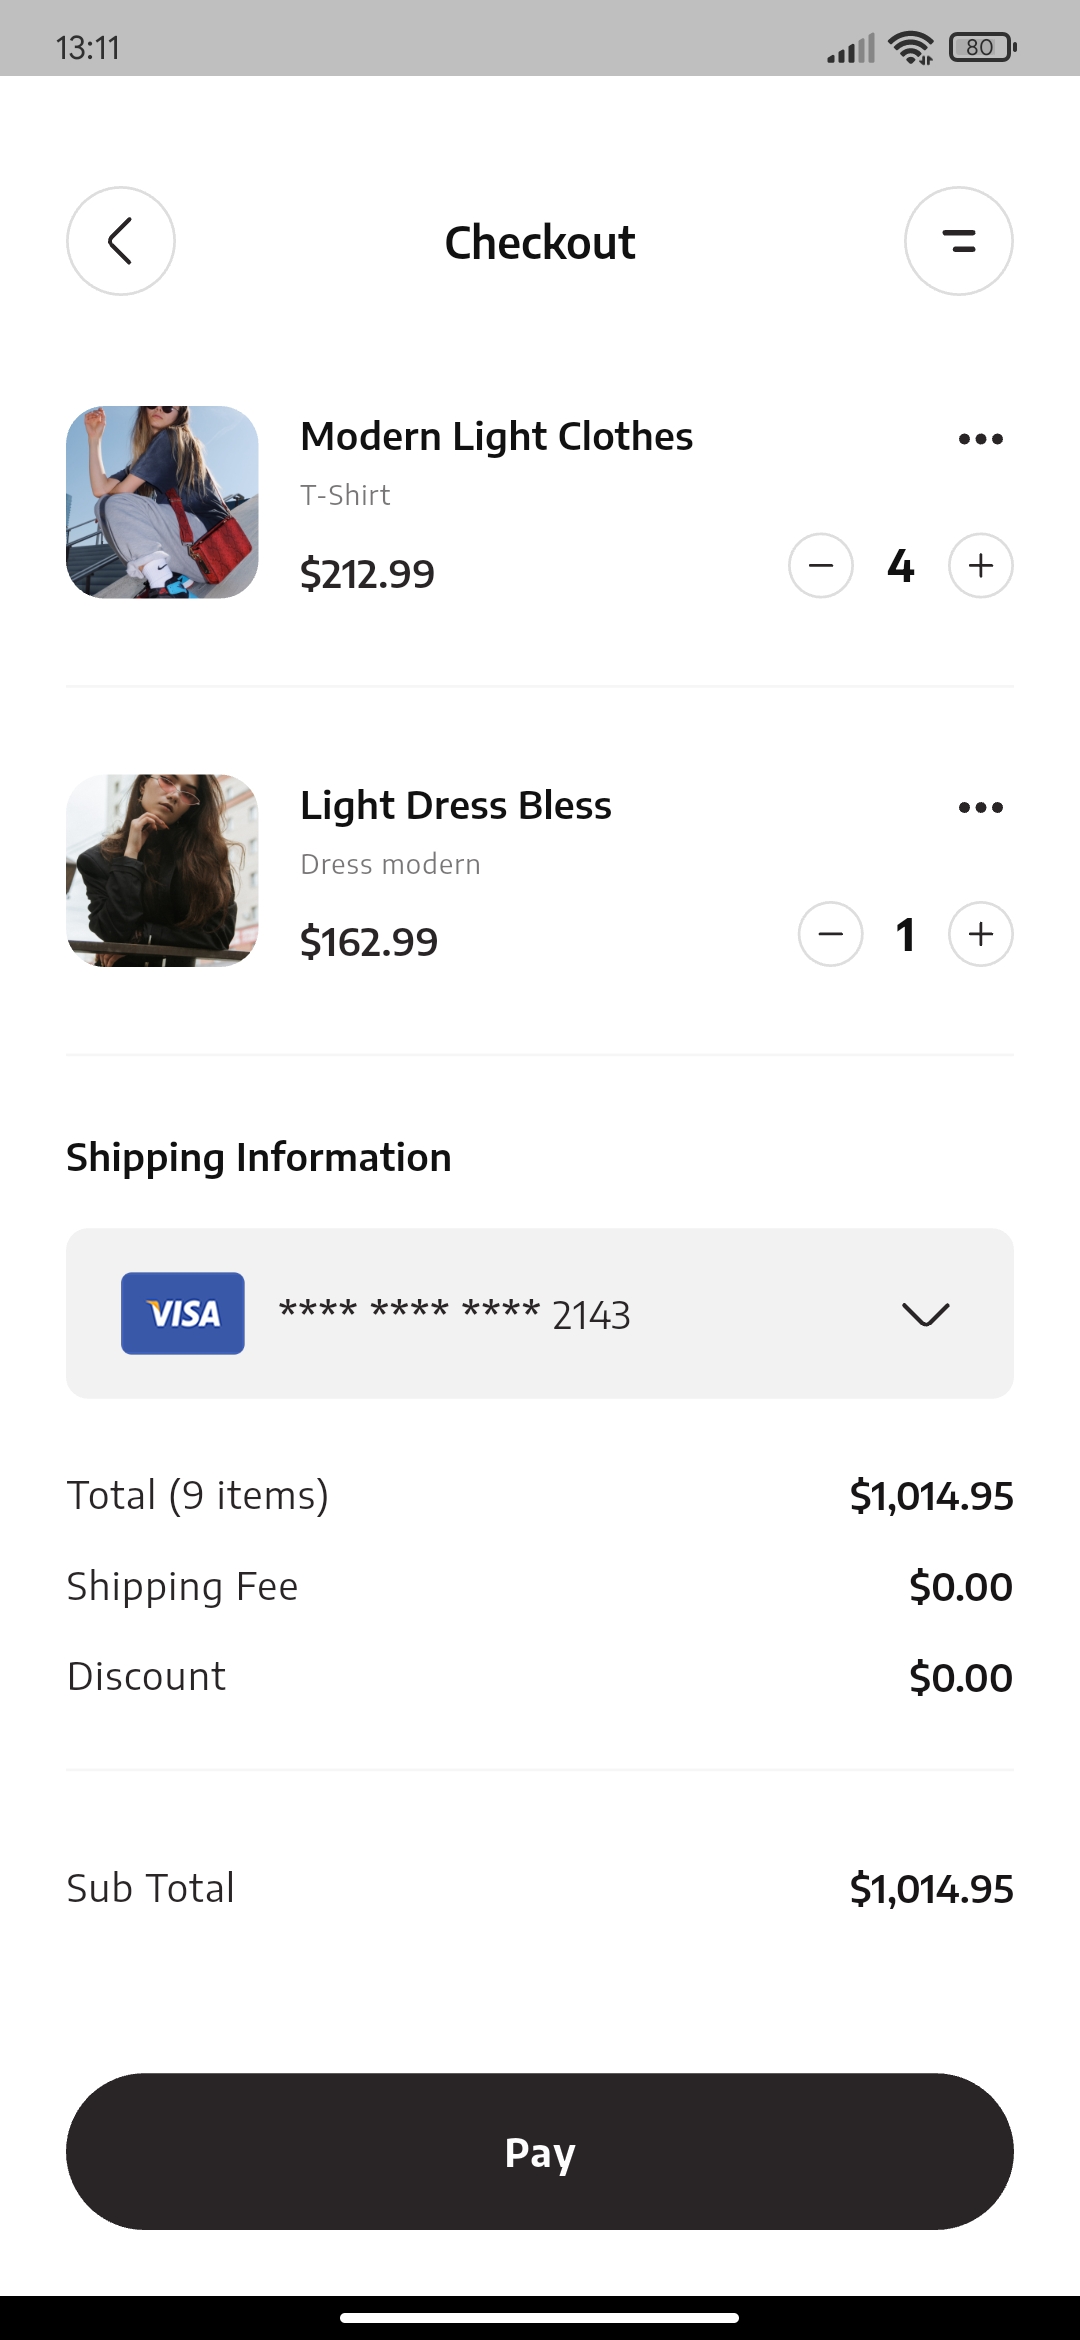 13:11
80
Checkout
Modern Light Clothes
T-Shirt
$212.99
4
Light Dress Bless
Dress modern
$162.99
1
Shipping Information
VISA **** **** **** 2143
Total (9 items) $1,014.95
Shipping Fee $0.00
Discount $0.00
Sub Total $1,014.95
Pay